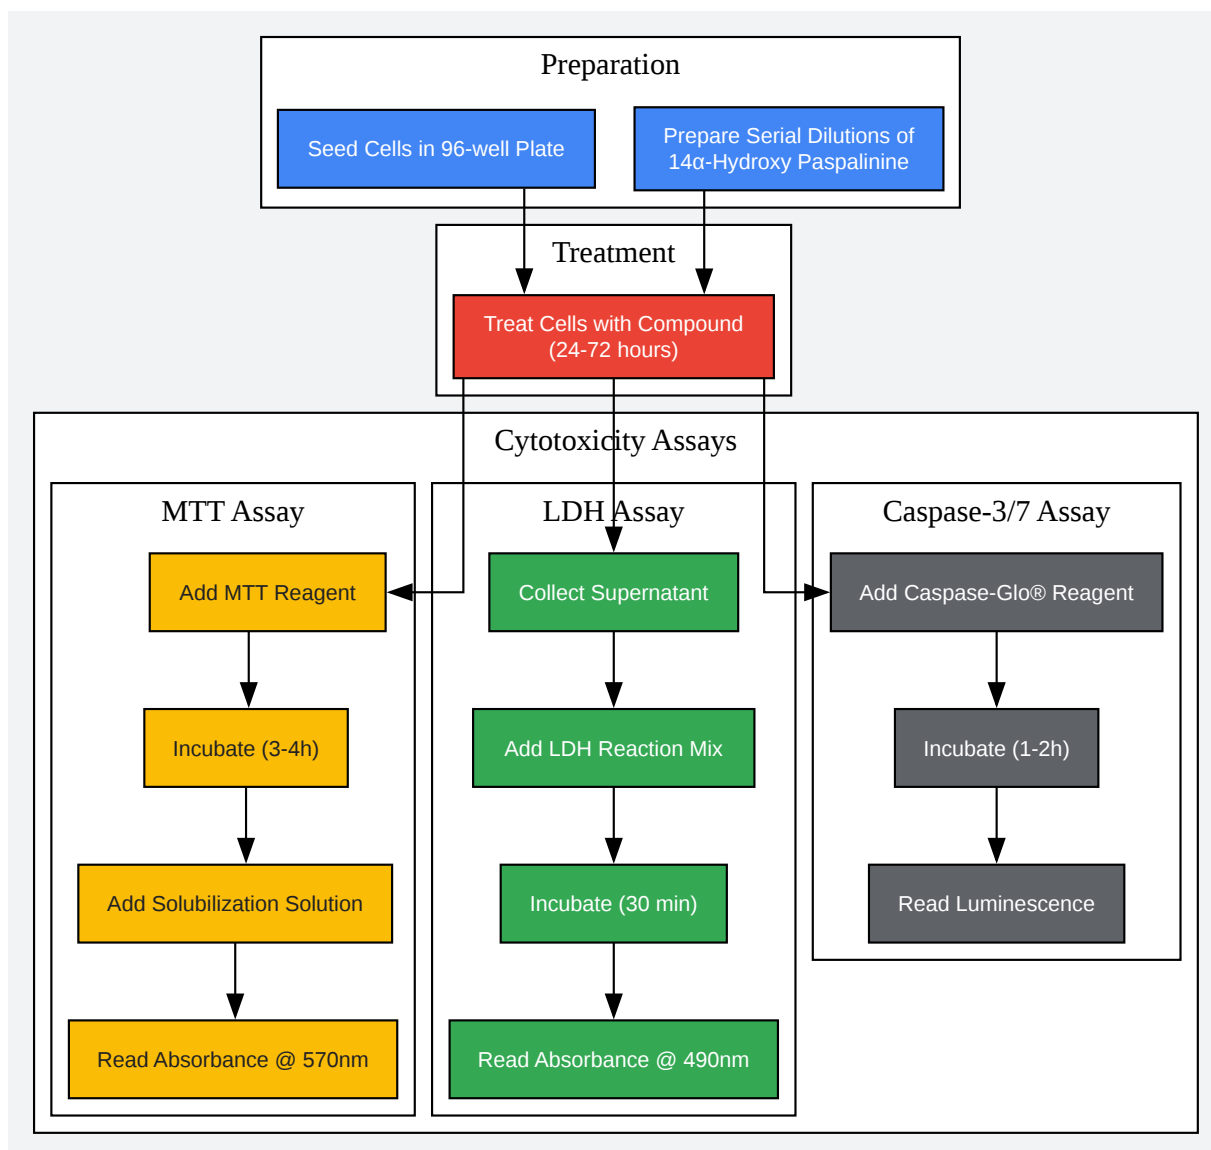 Preparation
Seed Cells in 96-well Plate
Prepare Serial Dilutions of
14α-Hydroxy Paspalinine
Treatment
Treat Cells with Compound
(24-72 hours)
Cytotoxicity Assays
MTT Assay
Add MTT Reagent
Incubate (3-4h)
Add Solubilization Solution
Read Absorbance @ 570nm
LDH Assay
Collect Supernatant
Add LDH Reaction Mix
Incubate (30 min)
Read Absorbance @ 490nm
Caspase-3/7 Assay
Add Caspase-Glo® Reagent
Incubate (1-2h)
Read Luminescence